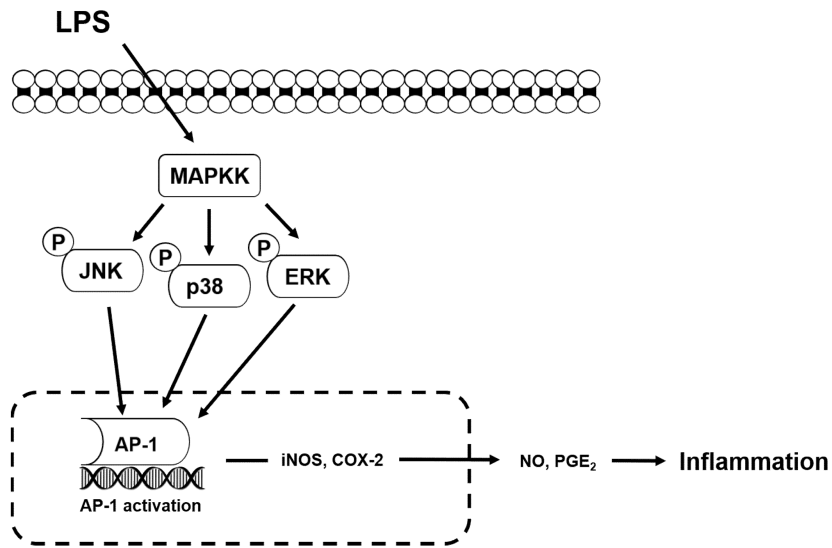 LPS
MAPKK
P
JNK
P
p38
P
ERK
AP-1
AP-1 activation
iNOS, COX-2
NO, PGE₂
Inflammation